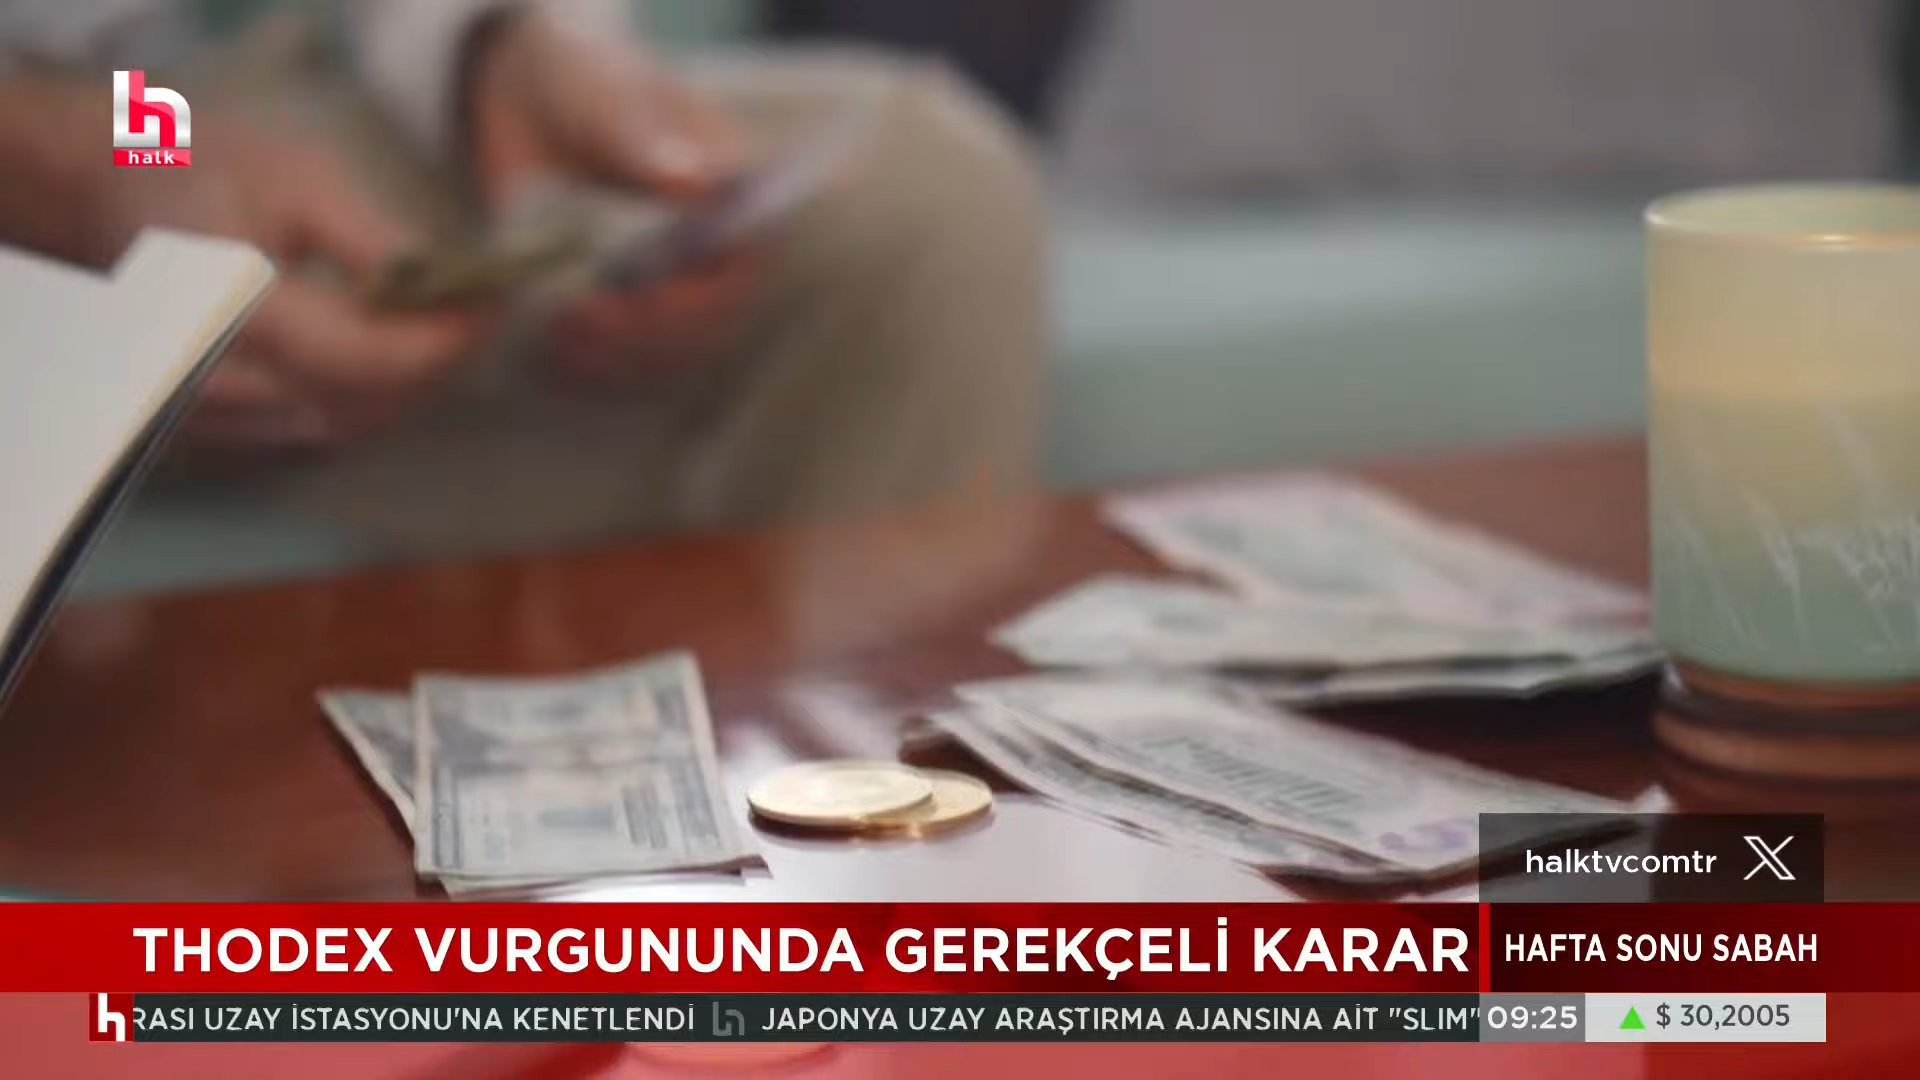 halk
halktvcomtr X
THODEX VURGUNUNDA GEREKÇELİ KARAR
HAFTA SONU SABAH
RASI UZAY İSTASYONU'NA KENETLENDİ JAPONYA UZAY ARAŞTIRMA AJANSINA AİT "SLIM"
09:25
$ 30,2005